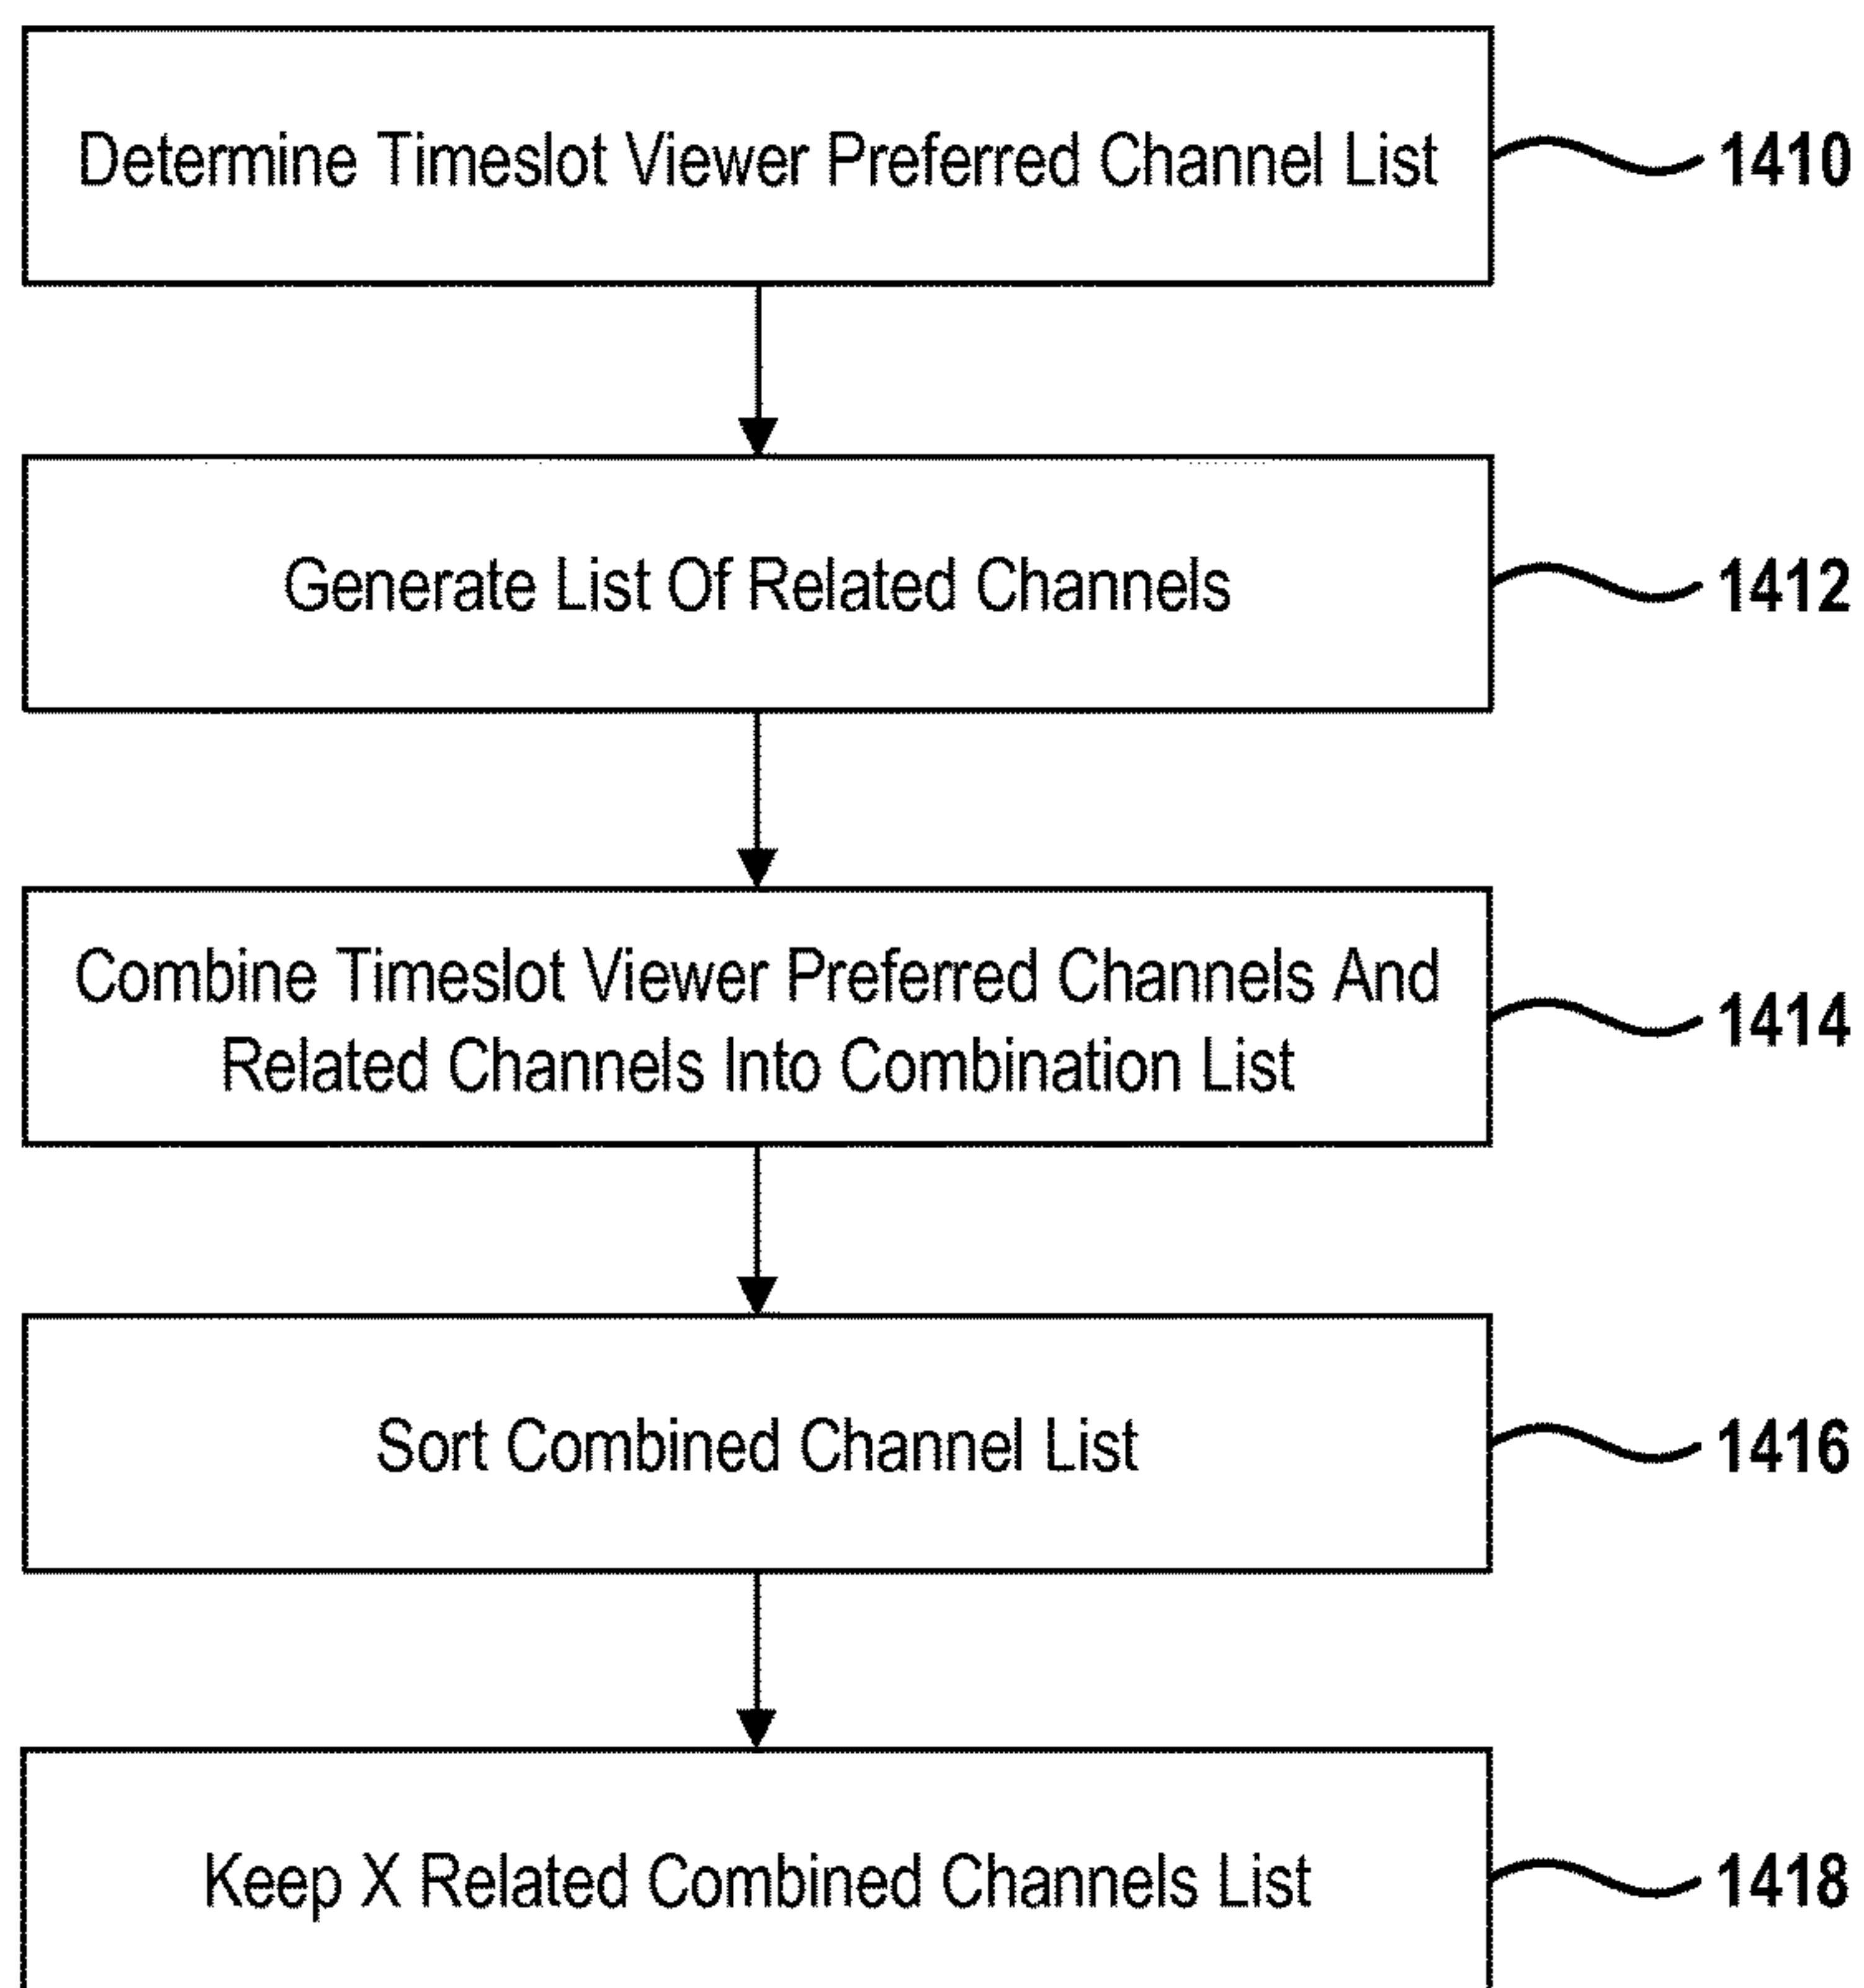 Determine Timeslot Viewer Preferred Channel List
1410
Generate List Of Related Channels
1412
Combine Timeslot Viewer Preferred Channels And
Related Channels Into Combination List
1414
Sort Combined Channel List
1416
Keep X Related Combined Channels List
1418